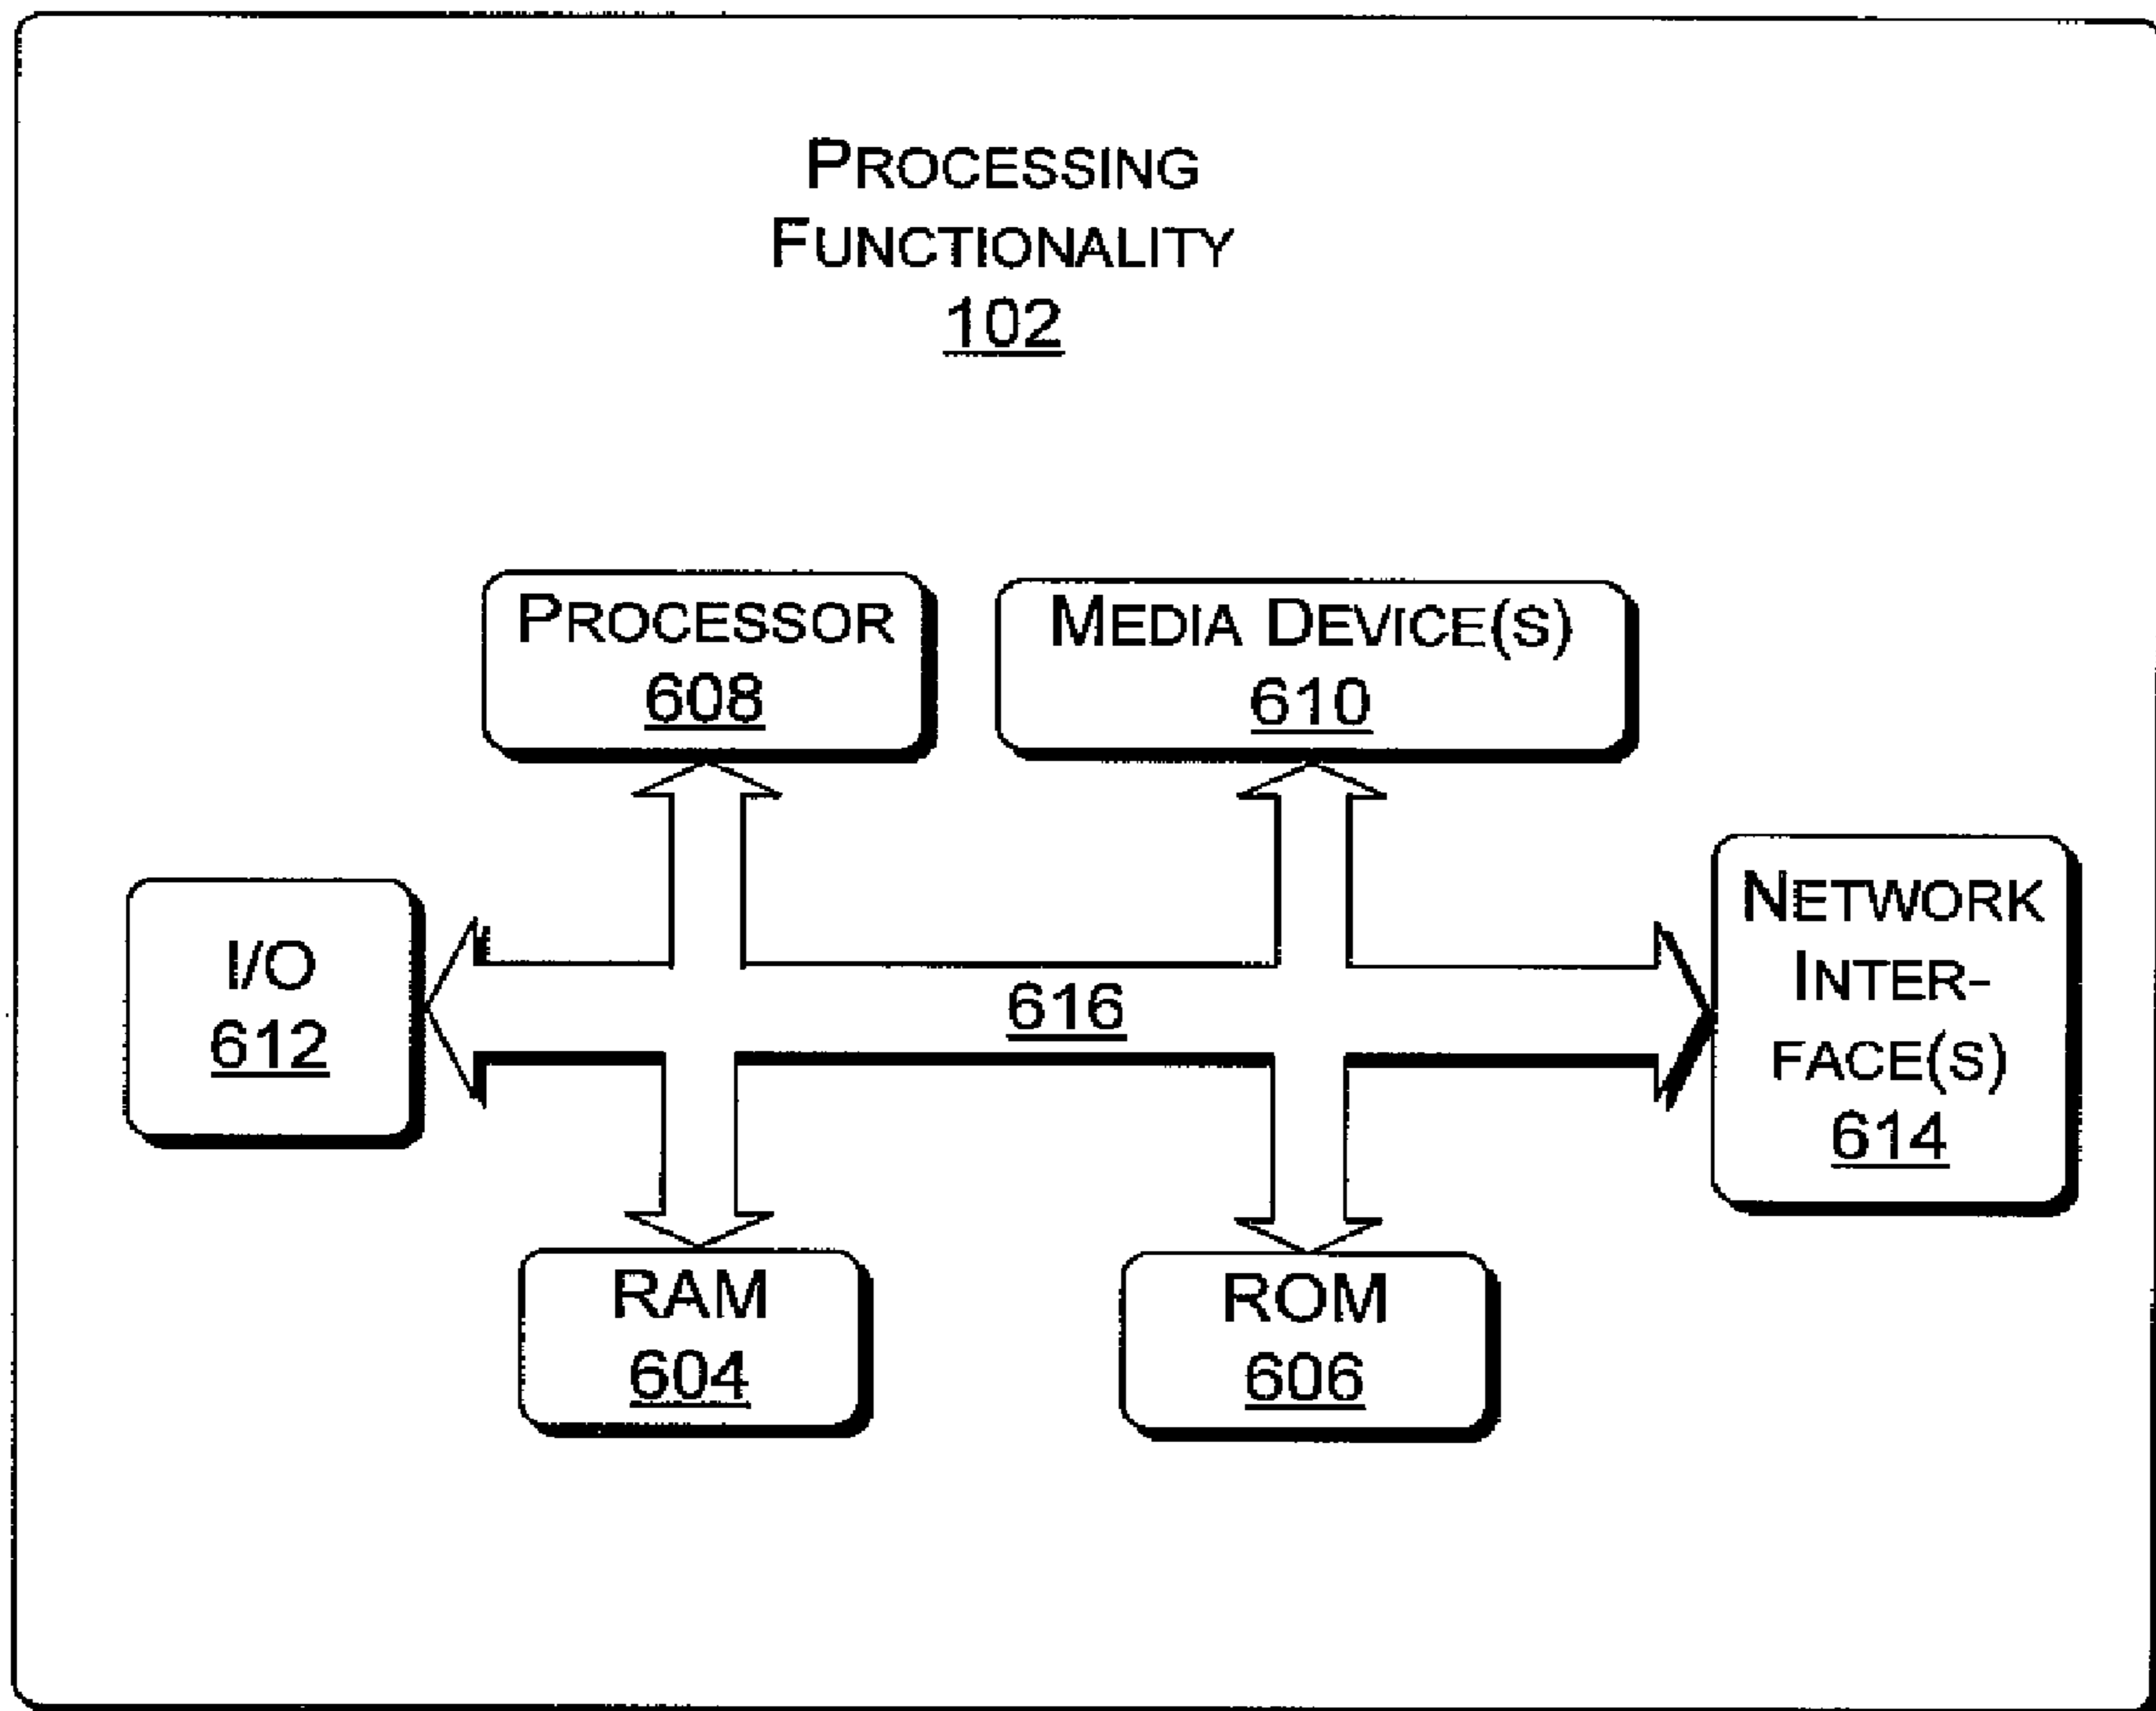 PROCESSING
FUNCTIONALITY
102
PROCESSOR
608
MEDIA DEVICE(S)
610
I/O
612
616
NETWORK
INTER-
FACE(S)
614
RAM
604
ROM
606